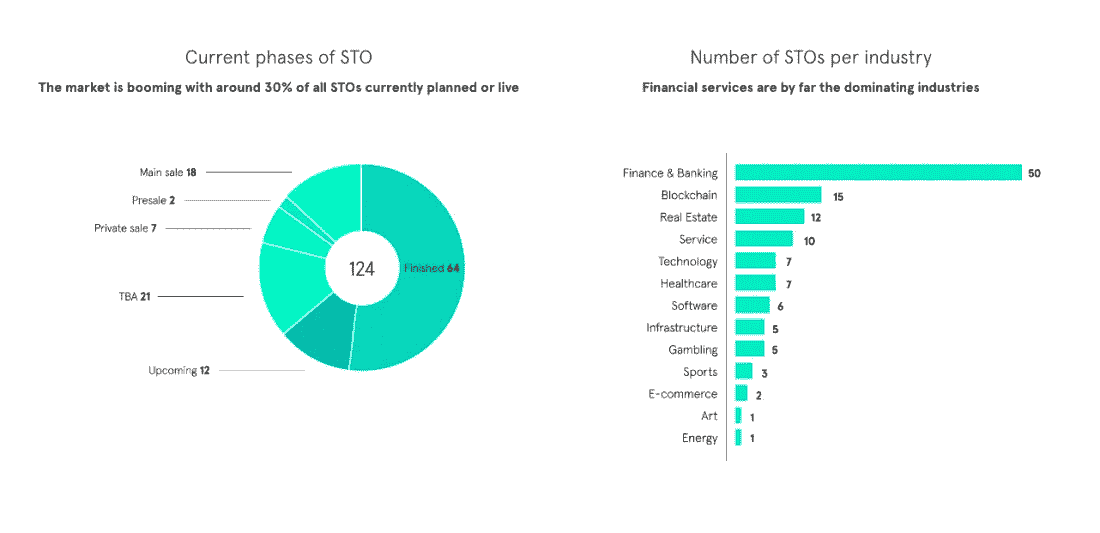 Current phases of STO
The market is booming with around 30% of all STOs currently planned or live
Main sale 18
Presale 2
Private sale 7
TBA 21
Upcoming 12
124
Finished 64
Number of STOs per industry
Financial services are by far the dominating industries
Finance & Banking 50
Blockchain 15
Real Estate 12
Service 10
Technology 7
Healthcare 7
Software 6
Infrastructure 5
Gambling 5
Sports 3
E-commerce 2
Art 1
Energy 1